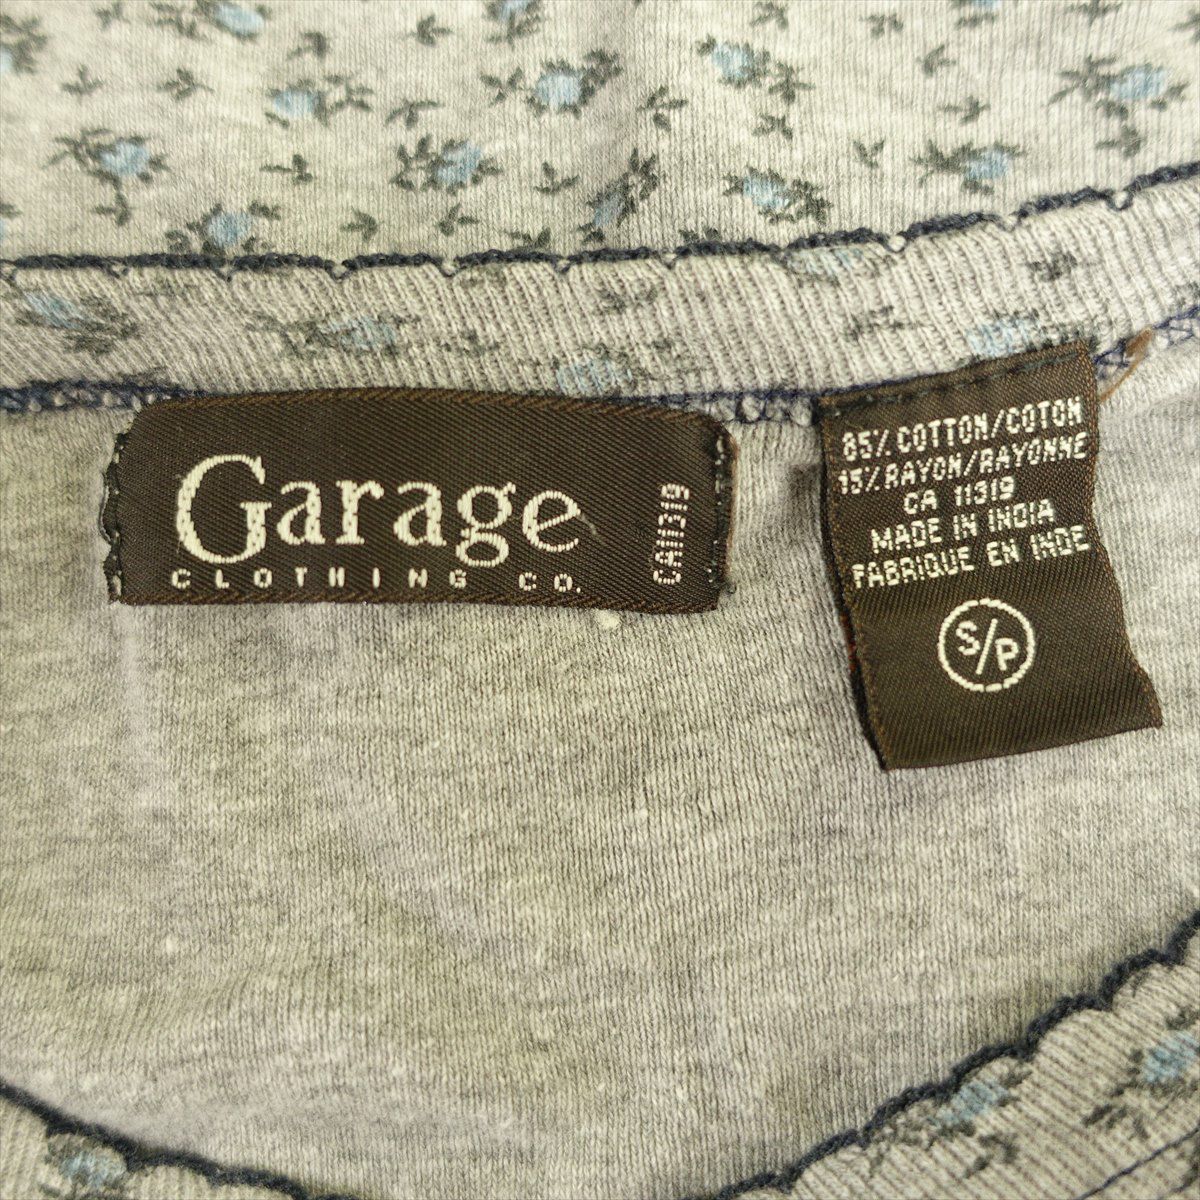 Garage
CLOTHING CO.
CA11319
85% COTTON/COTON
15% RAYON/RAYONNE
CA 11319
MADE IN INDIA
FABRIQUE EN INDE
S/P